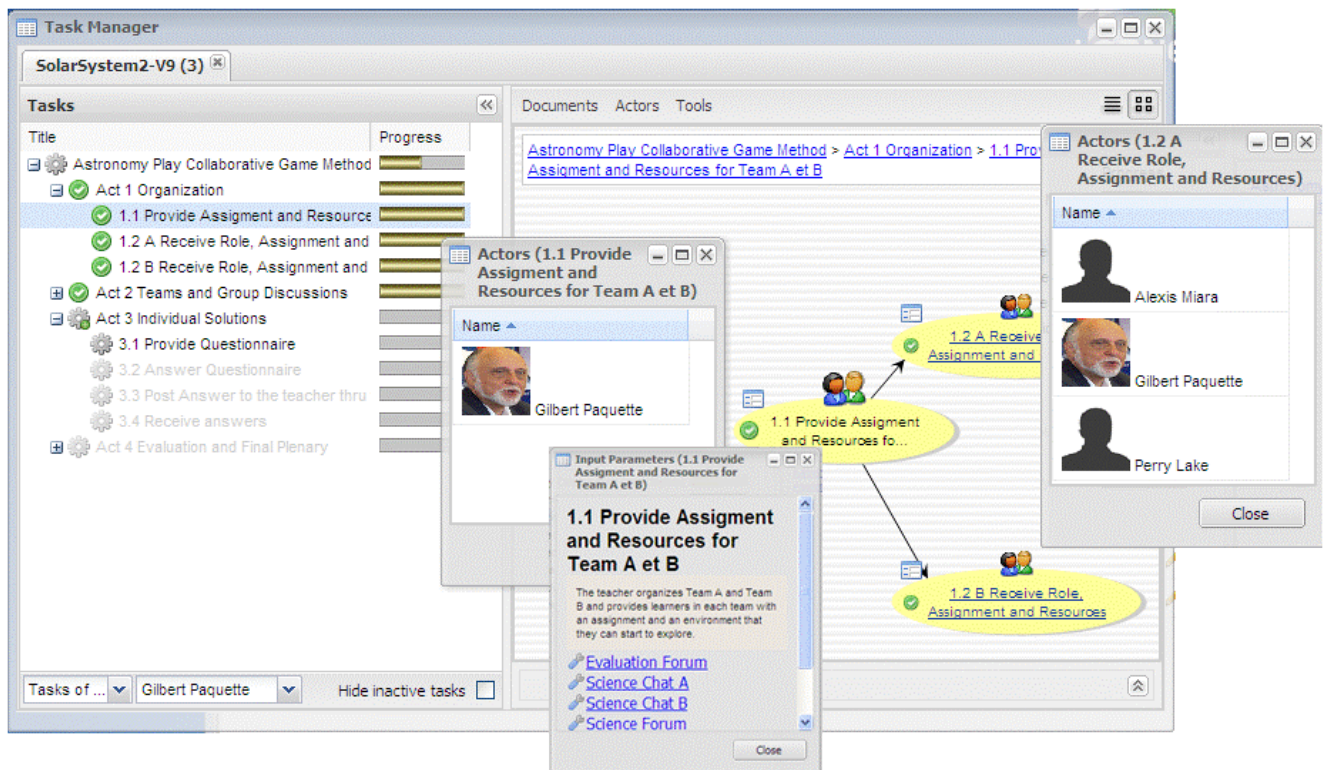 Task Manager
SolarSystem2-V9 (3)
Tasks
Title Progress
Astronomy Play Collaborative Game Method
Act 1 Organization
1.1 Provide Assigment and Resource
1.2 A Receive Role, Assignment and
1.2 B Receive Role, Assignment and
Act 2 Teams and Group Discussions
Act 3 Individual Solutions
3.1 Provide Questionnaire
3.2 Answer Questionnaire
3.3 Post Answer to the teacher thru
3.4 Receive answers
Act 4 Evaluation and Final Plenary
Tasks of ... Gilbert Paquette Hide inactive tasks
Documents Actors Tools
Astronomy Play Collaborative Game Method > Act 1 Organization > 1.1 Pro
Assigment and Resources for Team A et B
Actors (1.1 Provide
Assigment and
Resources for Team A et B)
Name
Gilbert Paquette
1.2 A Receive
Assignment and
1.1 Provide Assigment
and Resources fo...
1.2 B Receive Role,
Assignment and Resources
Input Parameters (1.1 Provide
Assigment and Resources for
Team A et B)
1.1 Provide Assigment
and Resources for
Team A et B
The teacher organizes Team A and Team
B and provides learners in each team with
an assignment and an environment that
they can start to explore.
Evaluation Forum
Science Chat A
Science Chat B
Science Forum
Close
Actors (1.2 A
Receive Role,
Assignment and Resources)
Name
Alexis Miara
Gilbert Paquette
Perry Lake
Close